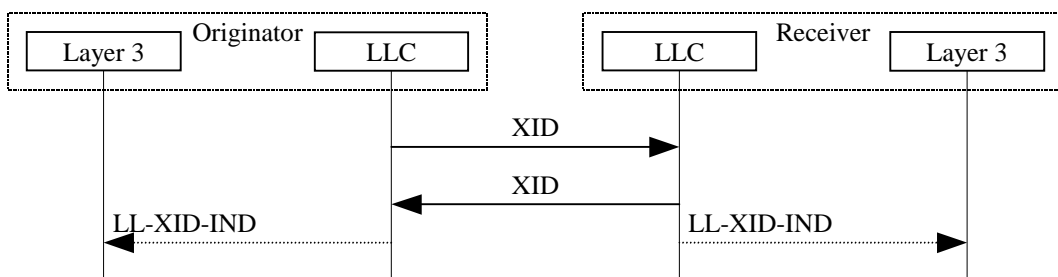 Originator
Receiver
Layer 3
LLC
LLC
Layer 3
XID
XID
LL-XID-IND
LL-XID-IND